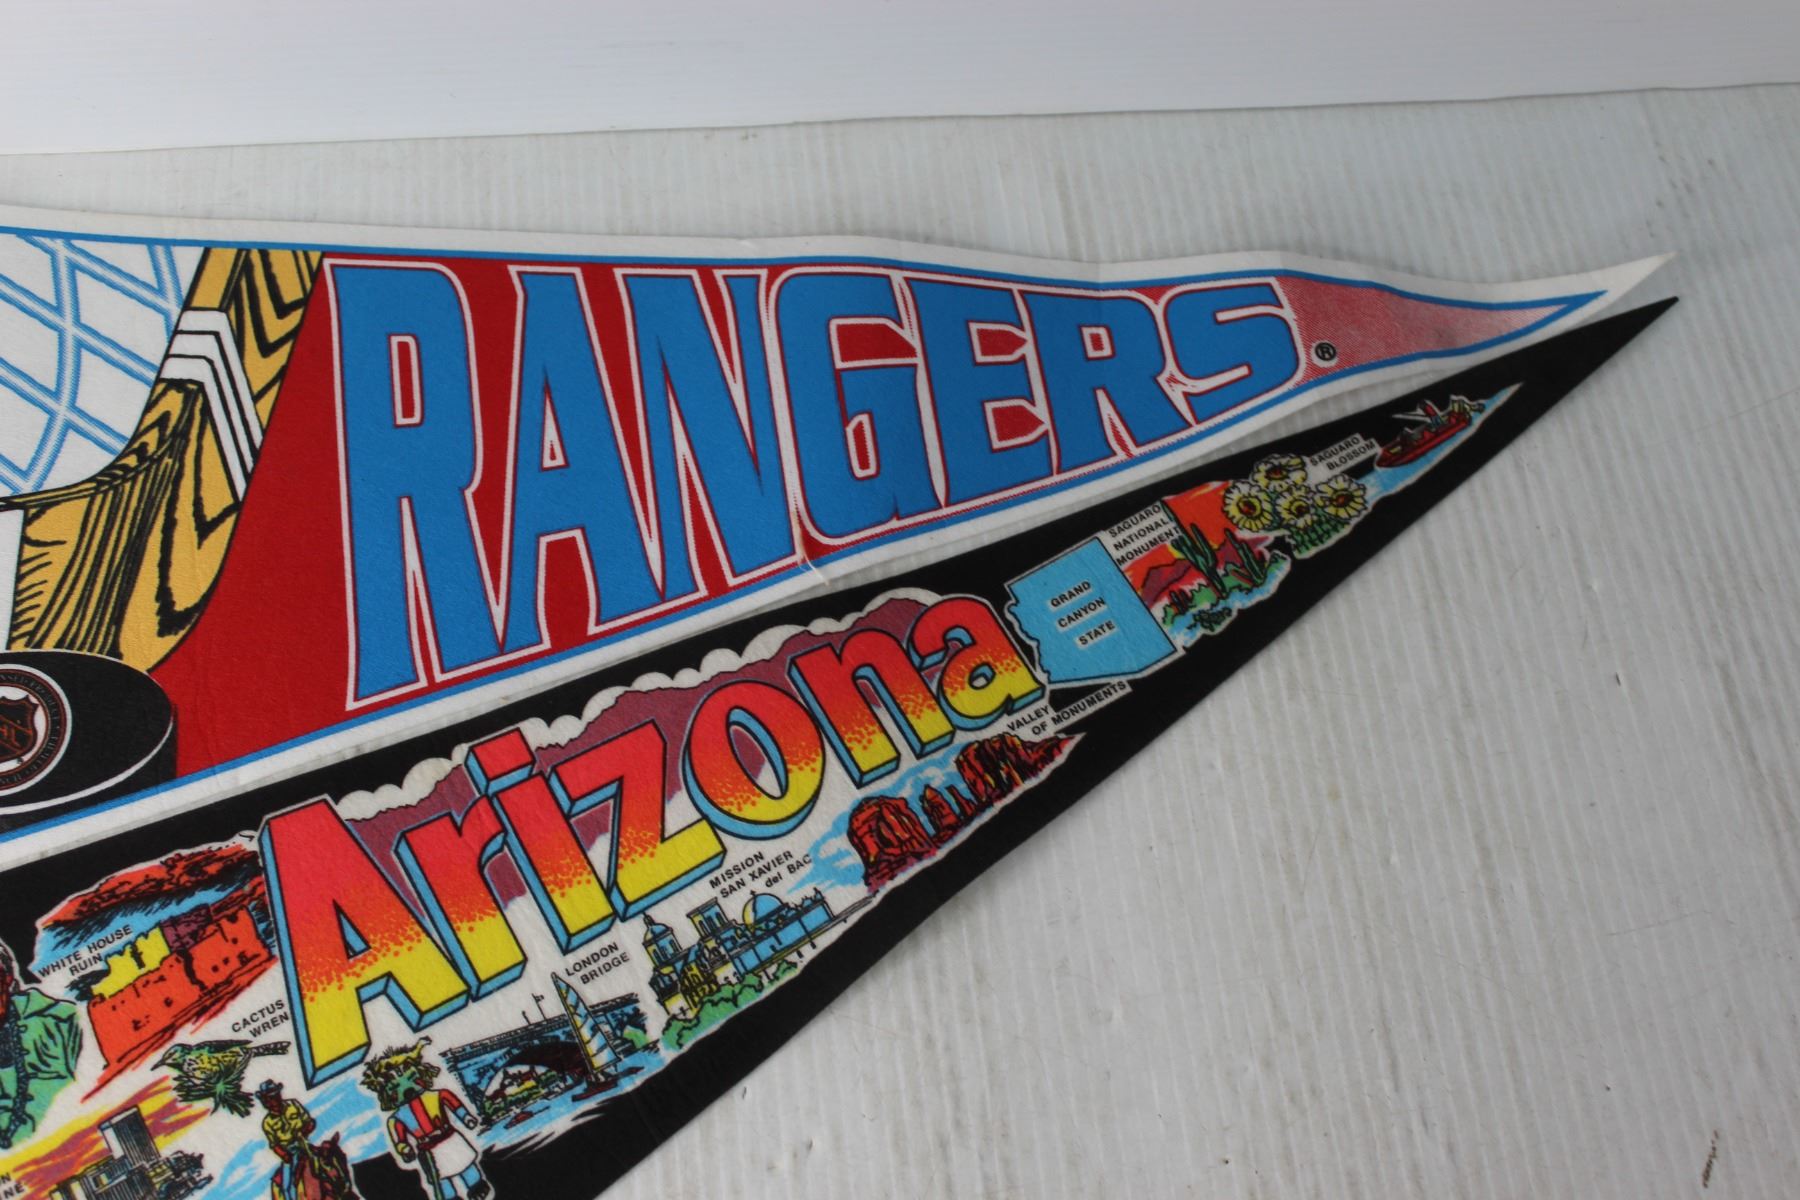 RANGERS®
SAGUARO
BLOSSOM
SAGUARO
NATIONAL
MONUMENT
GRAND
CANYON
STATE
Arizona
VALLEY
OF MONUMENTS
MISSION
SAN XAVIER
del BAC
WHITE HOUSE
RUIN
LONDON
BRIDGE
CACTUS
WREN